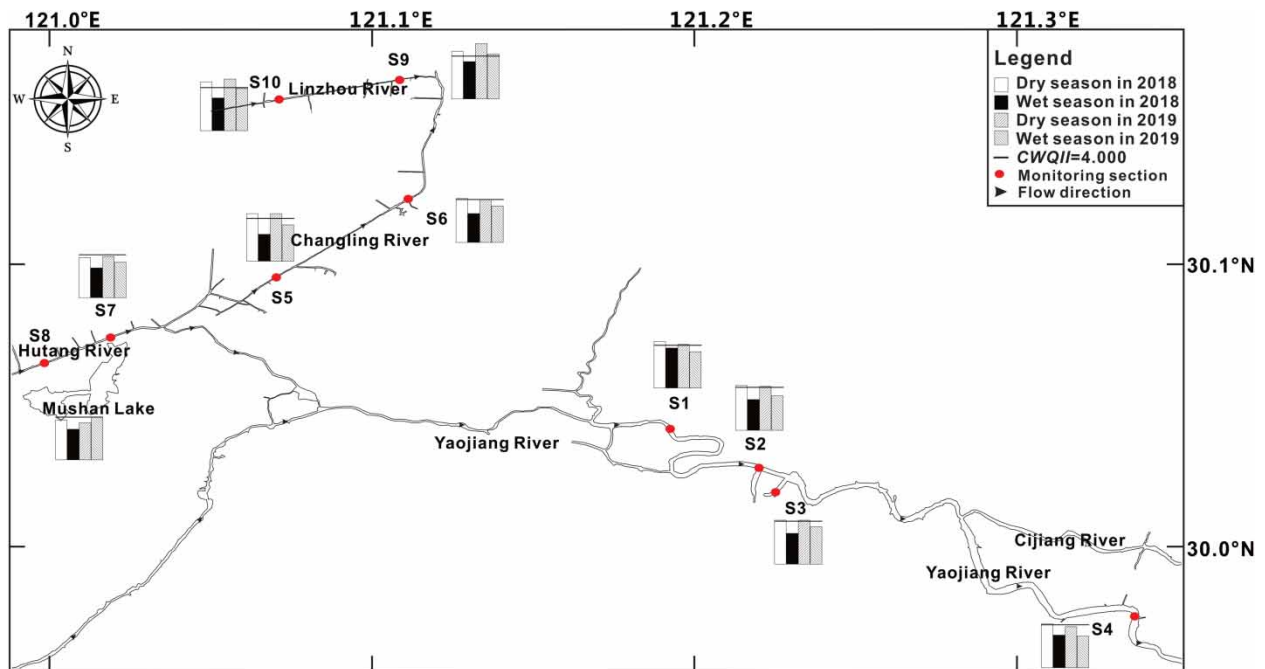 121.0°E
121.1°E
121.2°E
121.3°E
N
W
E
S
S9
S10
Linzhou River
Legend
Dry season in 2018
Wet season in 2018
Dry season in 2019
Wet season in 2019
CWQII=4.000
Monitoring section
Flow direction
S6
Changling River
30.1°N
S5
S7
S8
Hutang River
Mushan Lake
S1
S2
Yaojiang River
S3
30.0°N
Cijiang River
Yaojiang River
S4